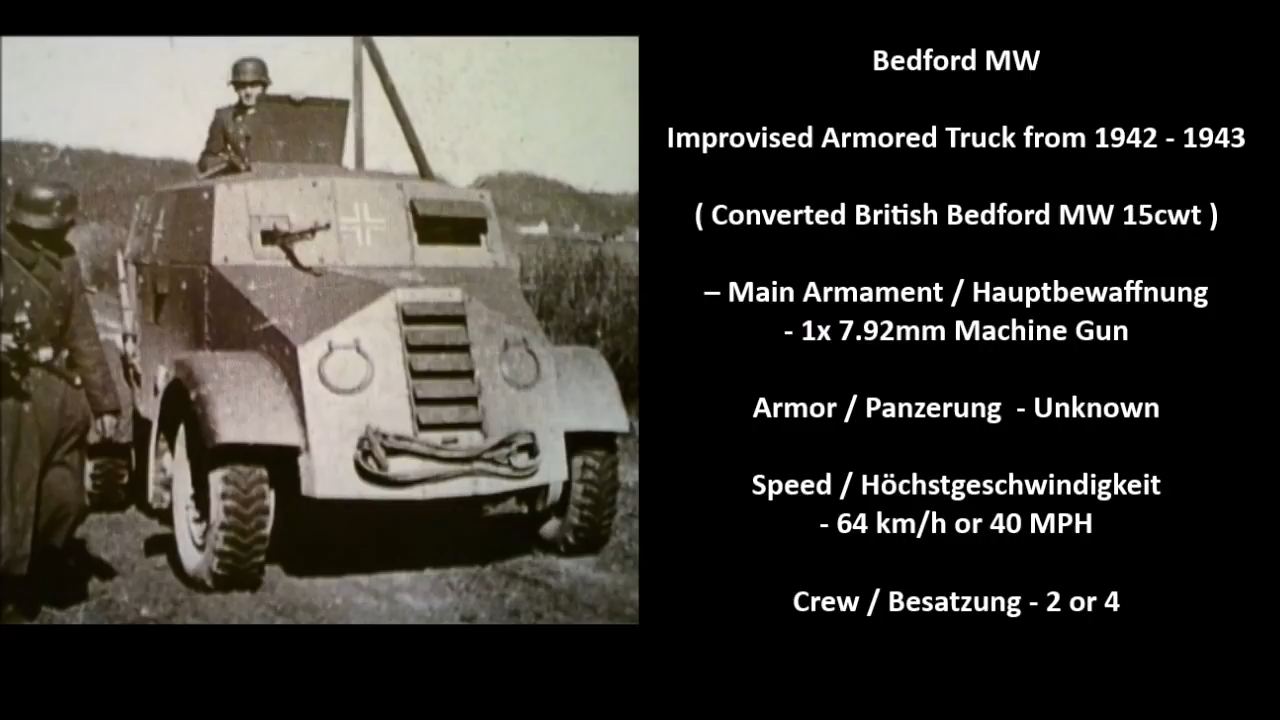 Bedford MW
Improvised Armored Truck from 1942 - 1943
( Converted British Bedford MW 15cwt )
– Main Armament / Hauptbewaffnung
- 1x 7.92mm Machine Gun
Armor / Panzerung  - Unknown
Speed / Höchstgeschwindigkeit
- 64 km/h or 40 MPH
Crew / Besatzung - 2 or 4